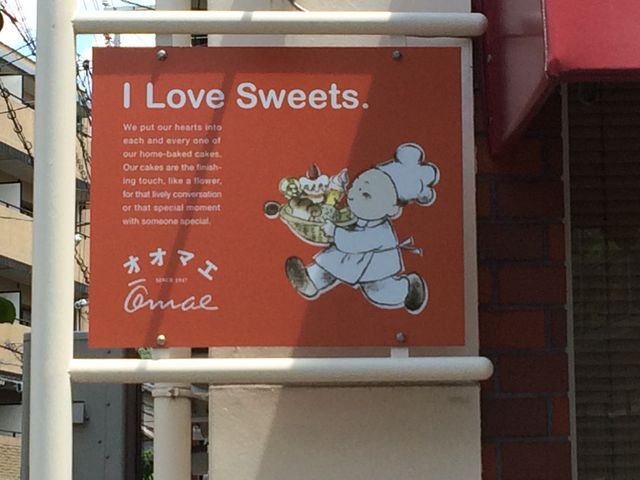 I Love Sweets.
We put our hearts into
each and every one of
our home-baked cakes.
Our cakes are the finish-
ing touch, like a flower,
for that lively conversation
or that special moment
with someone special.
オオマエ
SINCE 1947
Ōmae